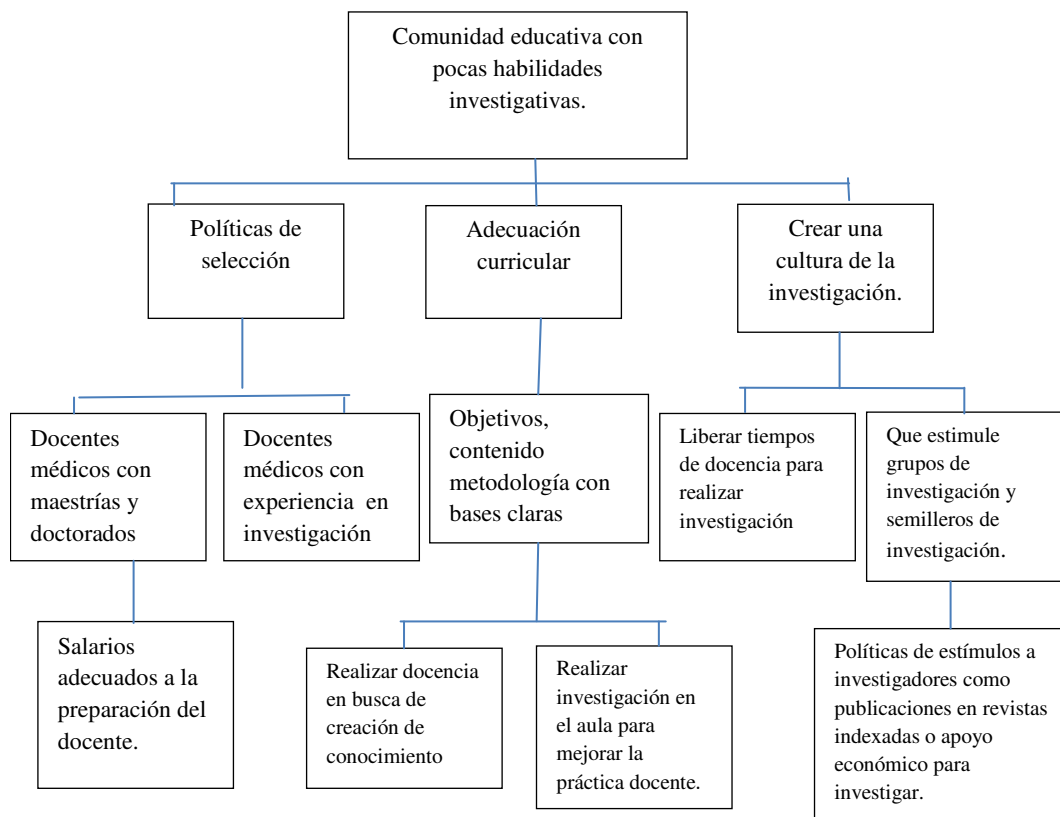 Comunidad educativa con
pocas habilidades
investigativas.
Políticas de
selección
Adecuación
curricular
Crear una
cultura de la
investigación.
Docentes
médicos con
maestrías y
doctorados
Docentes
médicos con
experiencia en
investigación
Objetivos,
contenido
metodología con
bases claras
Liberar tiempos
de docencia para
realizar
investigación
Que estimule
grupos de
investigación y
semilleros de
investigación.
Salarios
adecuados a la
preparación del
docente.
Realizar docencia
en busca de
creación de
conocimiento
Realizar
investigación en
el aula para
mejorar la
práctica docente.
Políticas de estímulos a
investigadores como
publicaciones en revistas
indexadas o apoyo
económico para
investigar.